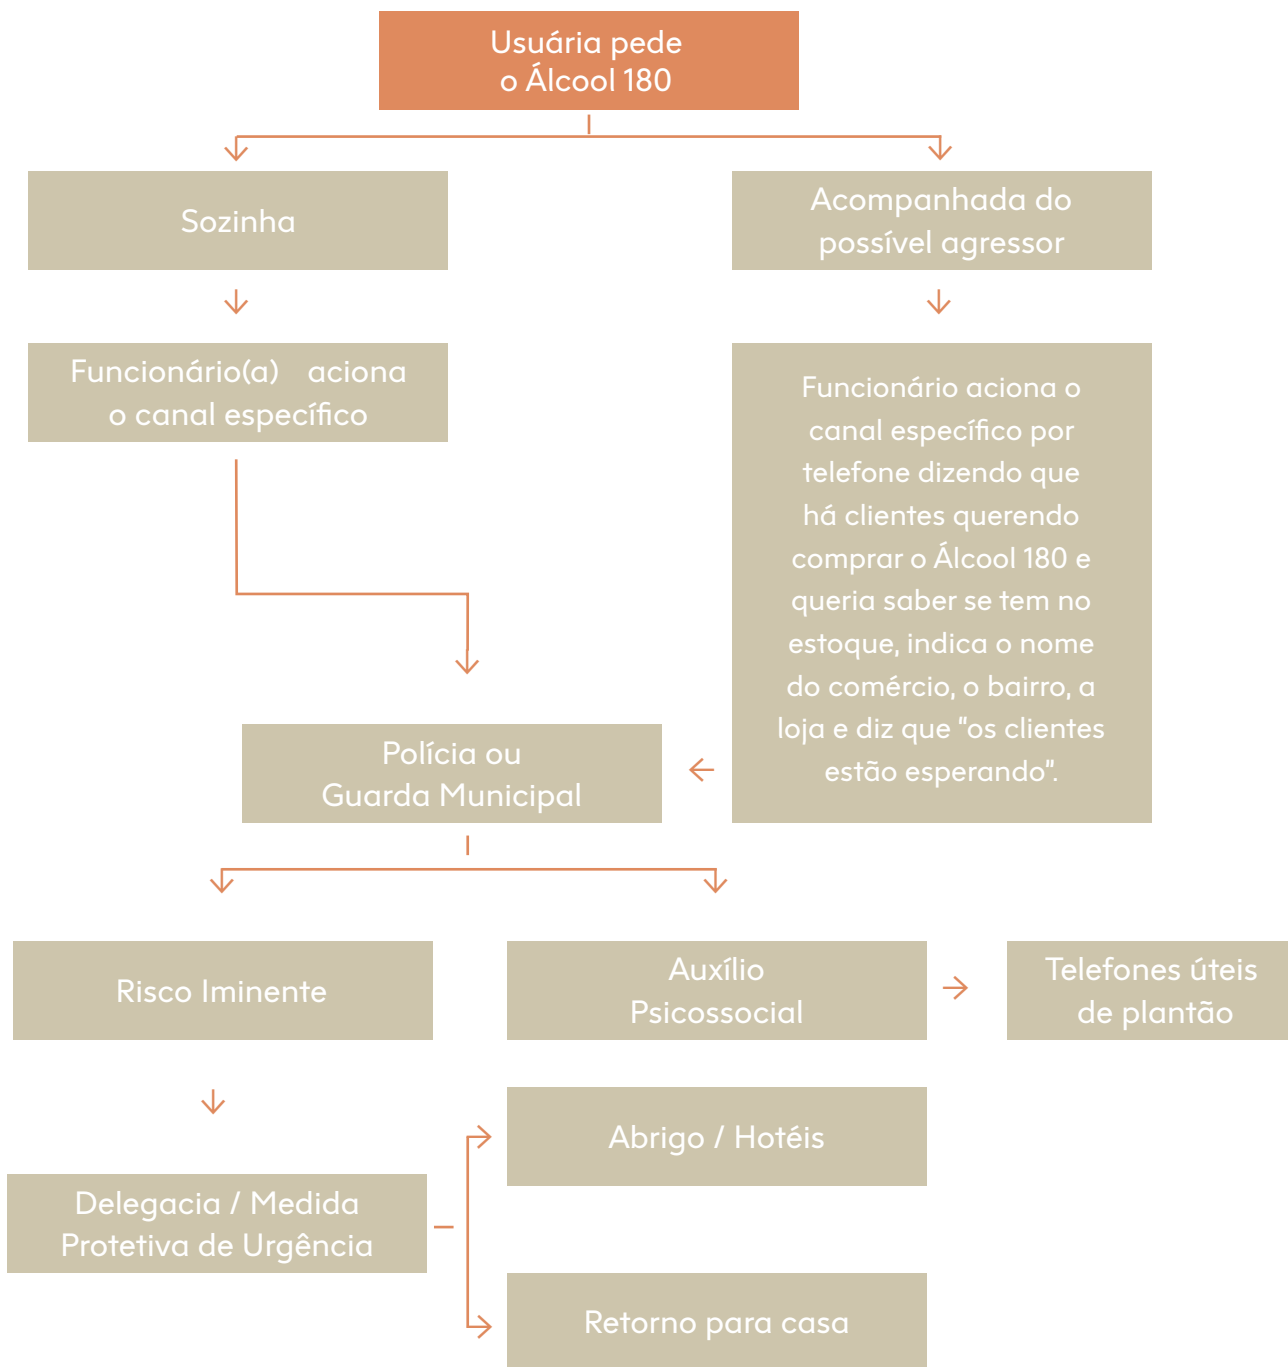 Usuária pede
o Álcool 180
Sozinha
Acompanhada do
possível agressor
Funcionário(a) aciona
o canal específico
Funcionário aciona o
canal específico por
telefone dizendo que
há clientes querendo
comprar o Álcool 180 e
queria saber se tem no
estoque, indica o nome
do comércio, o bairro, a
loja e diz que "os clientes
estão esperando".
Polícia ou
Guarda Municipal
Risco Iminente
Auxílio
Psicossocial
Telefones úteis
de plantão
Delegacia / Medida
Protetiva de Urgência
Abrigo / Hotéis
Retorno para casa